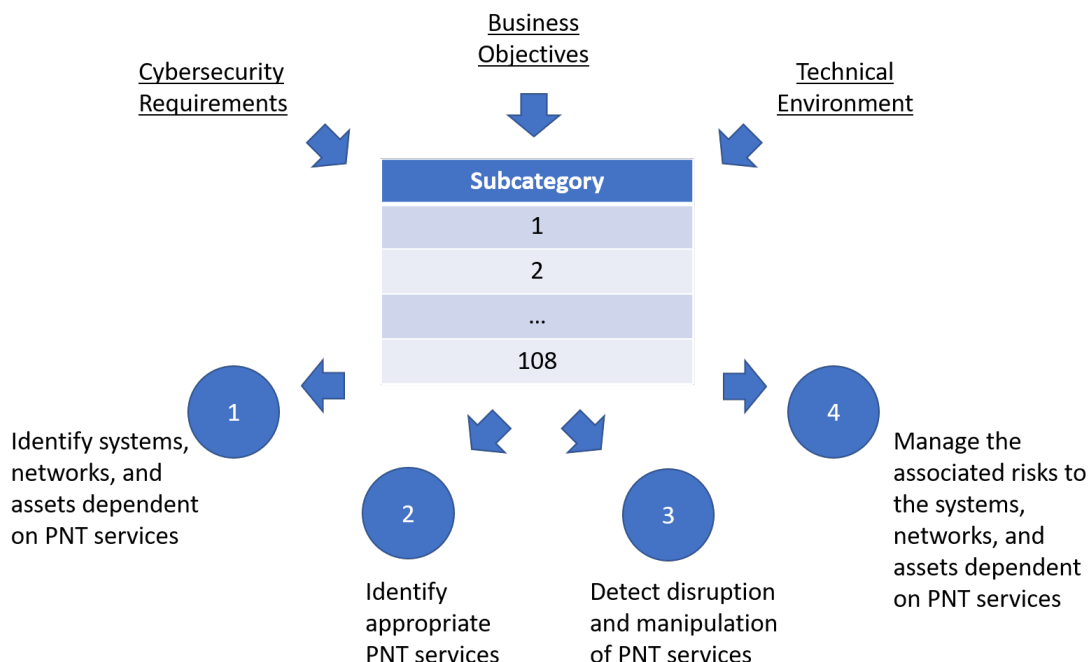 Business
Objectives
Cybersecurity
Requirements
Technical
Environment
Subcategory
1
2
...
108
1
Identify systems,
networks, and
assets dependent
on PNT services
2
Identify
appropriate
PNT services
3
Detect disruption
and manipulation
of PNT services
4
Manage the
associated risks to
the systems,
networks, and
assets dependent
on PNT services